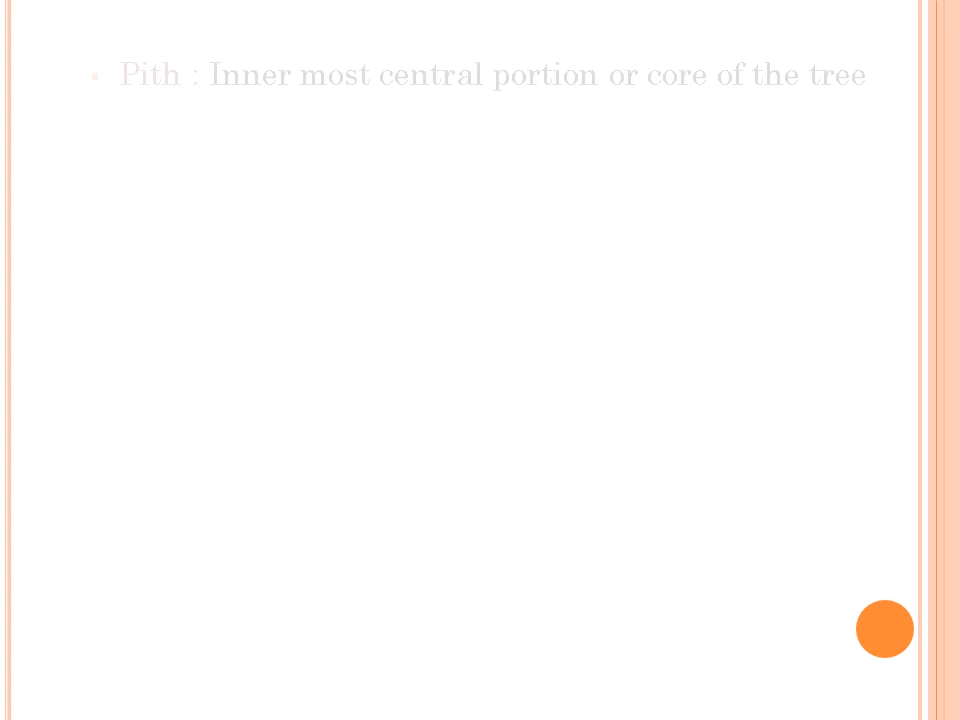 ▪ Pith : Inner most central portion or core of the tree